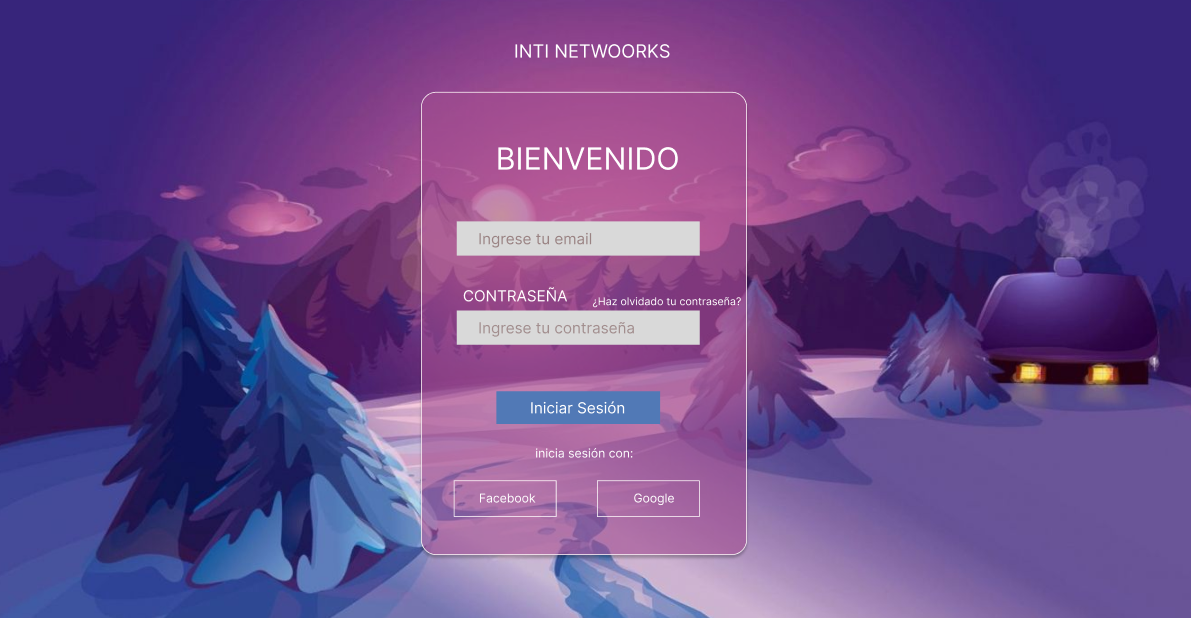 INTI NETWOORKS
BIENVENIDO
Ingrese tu email
CONTRASEÑA ¿Haz olvidado tu contraseña?
Ingrese tu contraseña
Iniciar Sesión
inicia sesión con:
Facebook Google